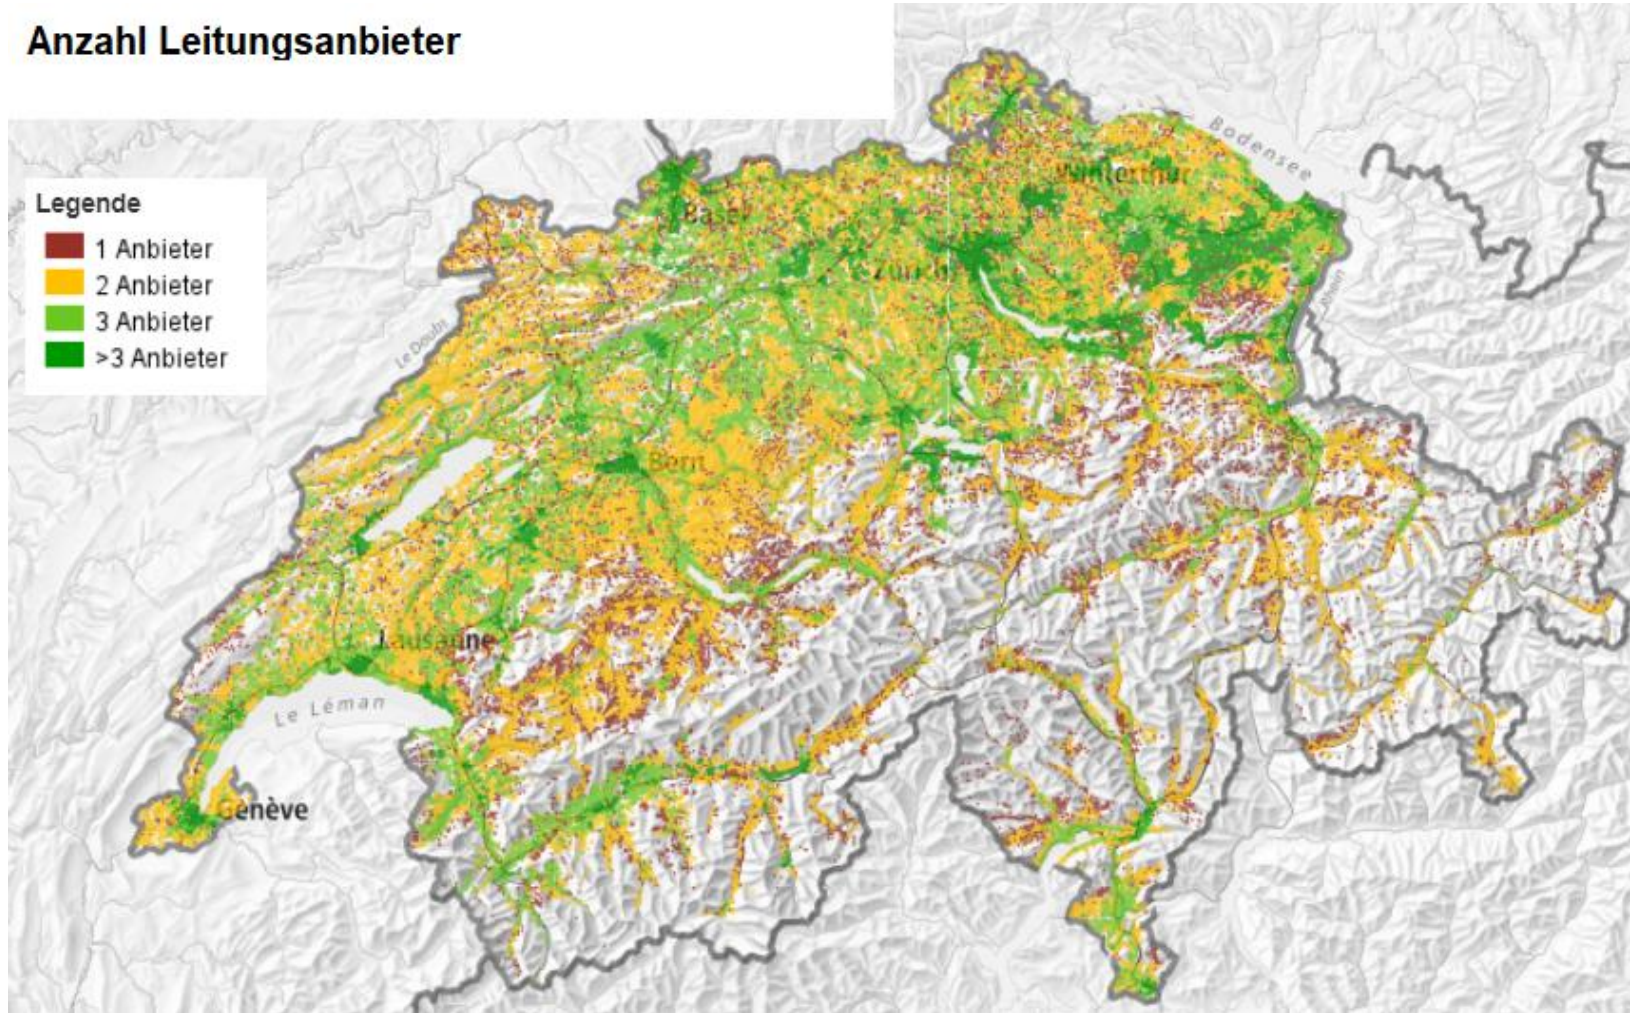 Anzahl Leitungsanbieter
Bodensee
Winterthur
Legende
Basel
1 Anbieter
Zürich
2 Anbieter
Rhein
3 Anbieter
Le Doubs
>3 Anbieter
Bern
Lausanne
Le Léman
Genève